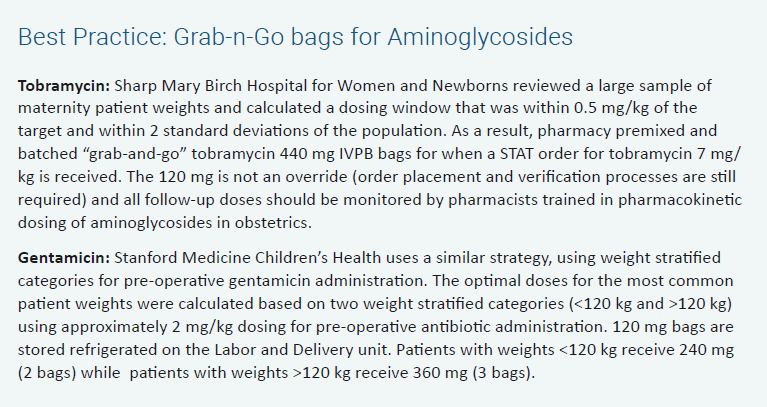 Best Practice: Grab-n-Go bags for Aminoglycosides
Tobramycin: Sharp Mary Birch Hospital for Women and Newborns reviewed a large sample of
maternity patient weights and calculated a dosing window that was within 0.5 mg/kg of the
target and within 2 standard deviations of the population. As a result, pharmacy premixed and
batched “grab-and-go” tobramycin 440 mg IVPB bags for when a STAT order for tobramycin 7 mg/
kg is received. The 120 mg is not an override (order placement and verification processes are still
required) and all follow-up doses should be monitored by pharmacists trained in pharmacokinetic
dosing of aminoglycosides in obstetrics.
Gentamicin: Stanford Medicine Children’s Health uses a similar strategy, using weight stratified
categories for pre-operative gentamicin administration. The optimal doses for the most common
patient weights were calculated based on two weight stratified categories (<120 kg and >120 kg)
using approximately 2 mg/kg dosing for pre-operative antibiotic administration. 120 mg bags are
stored refrigerated on the Labor and Delivery unit. Patients with weights <120 kg receive 240 mg
(2 bags) while  patients with weights >120 kg receive 360 mg (3 bags).